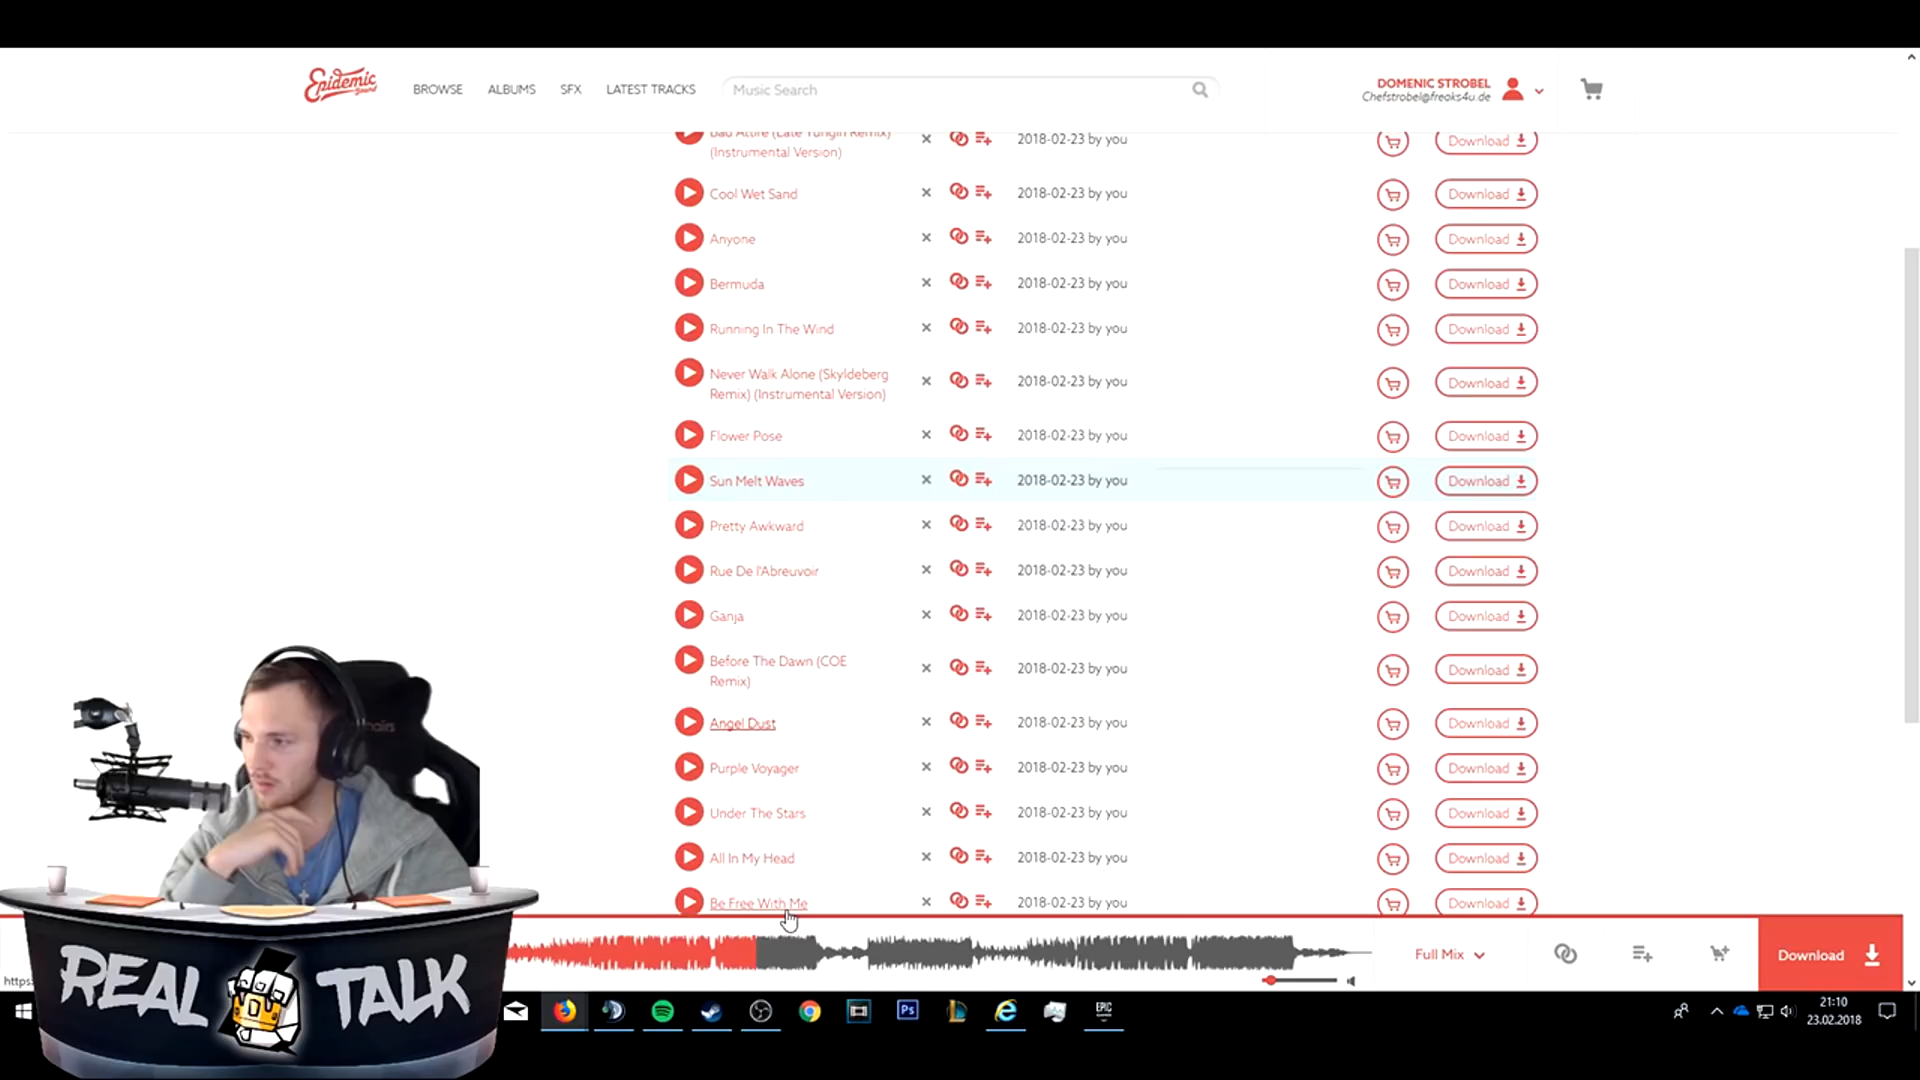 Epidemic Sound
BROWSE ALBUMS SFX LATEST TRACKS Music Search DOMENIC STROBEL
Chefstrobel@freaks4u.de
Bad Attire (Late Yungin Remix)
(Instrumental Version) 2018-02-23 by you Download
Cool Wet Sand 2018-02-23 by you Download
Anyone 2018-02-23 by you Download
Bermuda 2018-02-23 by you Download
Running In The Wind 2018-02-23 by you Download
Never Walk Alone (Skyldeberg
Remix) (Instrumental Version) 2018-02-23 by you Download
Flower Pose 2018-02-23 by you Download
Sun Melt Waves 2018-02-23 by you Download
Pretty Awkward 2018-02-23 by you Download
Rue De l'Abreuvoir 2018-02-23 by you Download
Ganja 2018-02-23 by you Download
Before The Dawn (COE
Remix) 2018-02-23 by you Download
Angel Dust 2018-02-23 by you Download
Purple Voyager 2018-02-23 by you Download
Under The Stars 2018-02-23 by you Download
All In My Head 2018-02-23 by you Download
Be Free With Me 2018-02-23 by you Download
Full Mix Download
https:
REAL TALK
Ps
EPIC
GAMES
21:10
23.02.2018